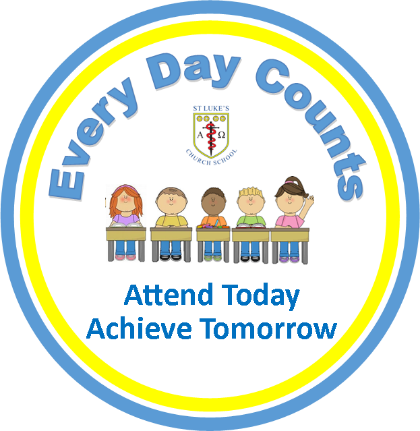 Every Day Counts
ST LUKE'S
Α Ω
CHURCH SCHOOL
Attend Today
Achieve Tomorrow